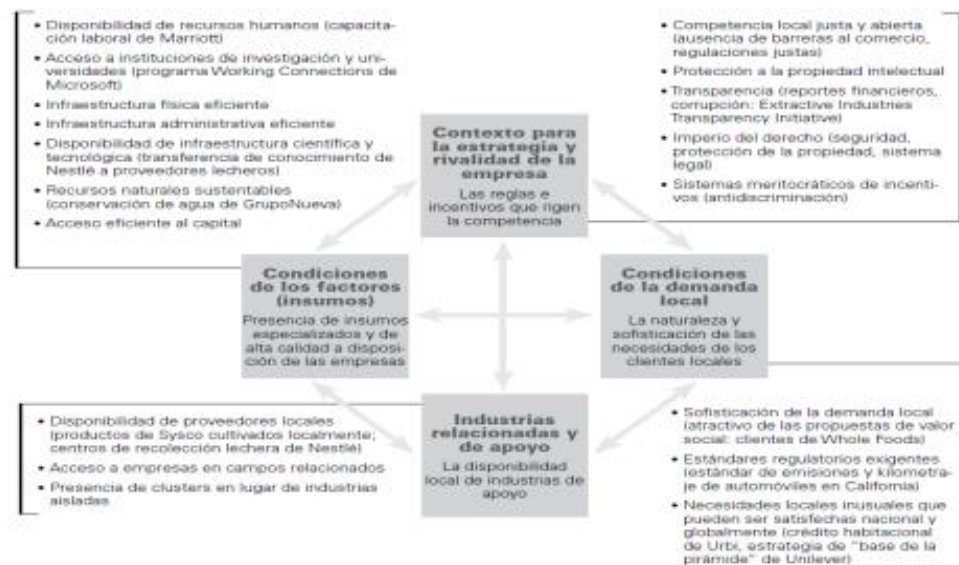 • Disponibilidad de recursos humanos (capacita-
ción laboral de Marriott)
• Acceso a instituciones de investigación y uni-
versidades (programa Working Connections de
Microsoft)
• Infraestructura física eficiente
• Infraestructura administrativa eficiente
• Disponibilidad de infraestructura científica y
tecnológica (transferencia de conocimiento de
Nestlé a proveedores lecheros)
• Recursos naturales sustentables
(conservación de agua de GrupoNueva)
• Acceso eficiente al capital
• Competencia local justa y abierta
(ausencia de barreras al comercio,
regulaciones justas)
• Protección a la propiedad intelectual
• Transparencia (reportes financieros,
corrupción: Extractive Industries
Transparency Initiative)
• Imperio del derecho (seguridad,
protección de la propiedad, sistema
legal)
• Sistemas meritocráticos de incenti-
vos (antidiscriminación)
Contexto para
la estrategia y
rivalidad de la
empresa
Las reglas e
incentivos que rigen
la competencia
Condiciones
de los factores
(insumos)
Presencia de insumos
especializados y de
alta calidad a disposi-
ción de las empresas
Condiciones
de la demanda
local
La naturaleza y
sofisticación de las
necesidades de los
clientes locales
Industrias
relacionadas y
de apoyo
La disponibilidad
local de industrias de
apoyo
• Disponibilidad de proveedores locales
(productos de Sysco cultivados localmente;
centros de recolección lechera de Nestlé)
• Acceso a empresas en campos relacionados
• Presencia de clusters en lugar de industrias
aisladas
• Sofisticación de la demanda local
(atractivo de las propuestas de valor
social: clientes de Whole Foods)
• Estándares regulatorios exigentes
(estándar de emisiones y kilometra-
je de automóviles en California)
• Necesidades locales inusuales que
pueden ser satisfechas nacional y
globalmente (crédito habitacional
de Urbi, estrategia de "base de la
pirámide" de Unilever)